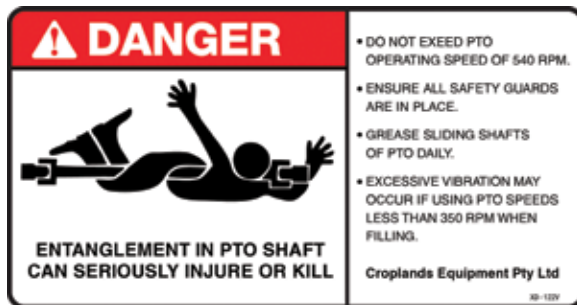 DANGER
ENTANGLEMENT IN PTO SHAFT
CAN SERIOUSLY INJURE OR KILL
• DO NOT EXEED PTO
OPERATING SPEED OF 540 RPM.
• ENSURE ALL SAFETY GUARDS
ARE IN PLACE.
• GREASE SLIDING SHAFTS
OF PTO DAILY.
• EXCESSIVE VIBRATION MAY
OCCUR IF USING PTO SPEEDS
LESS THAN 350 RPM WHEN
FILLING.
Croplands Equipment Pty Ltd